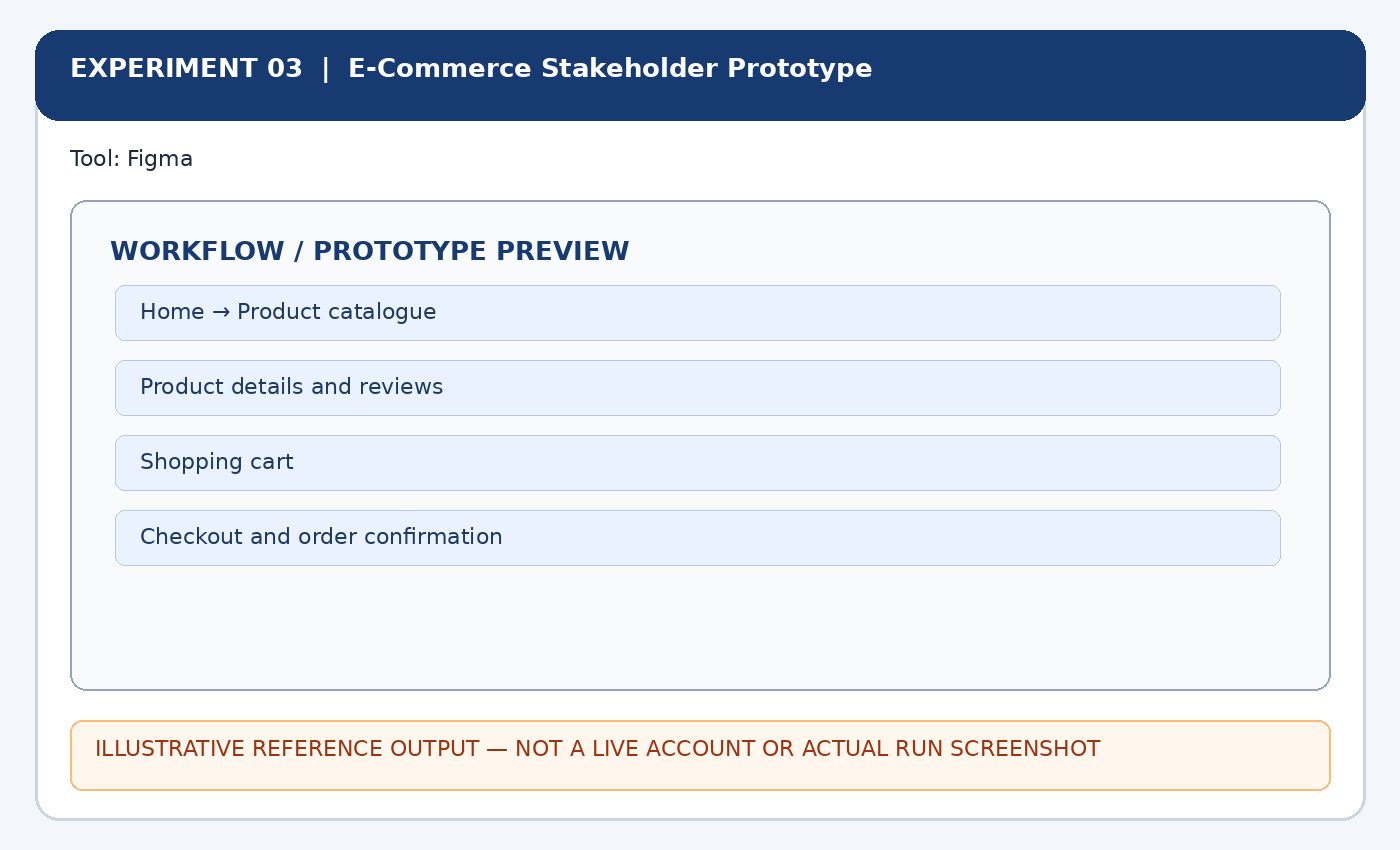 EXPERIMENT 03 | E-Commerce Stakeholder Prototype
Tool: Figma
WORKFLOW / PROTOTYPE PREVIEW
Home → Product catalogue
Product details and reviews
Shopping cart
Checkout and order confirmation
ILLUSTRATIVE REFERENCE OUTPUT — NOT A LIVE ACCOUNT OR ACTUAL RUN SCREENSHOT